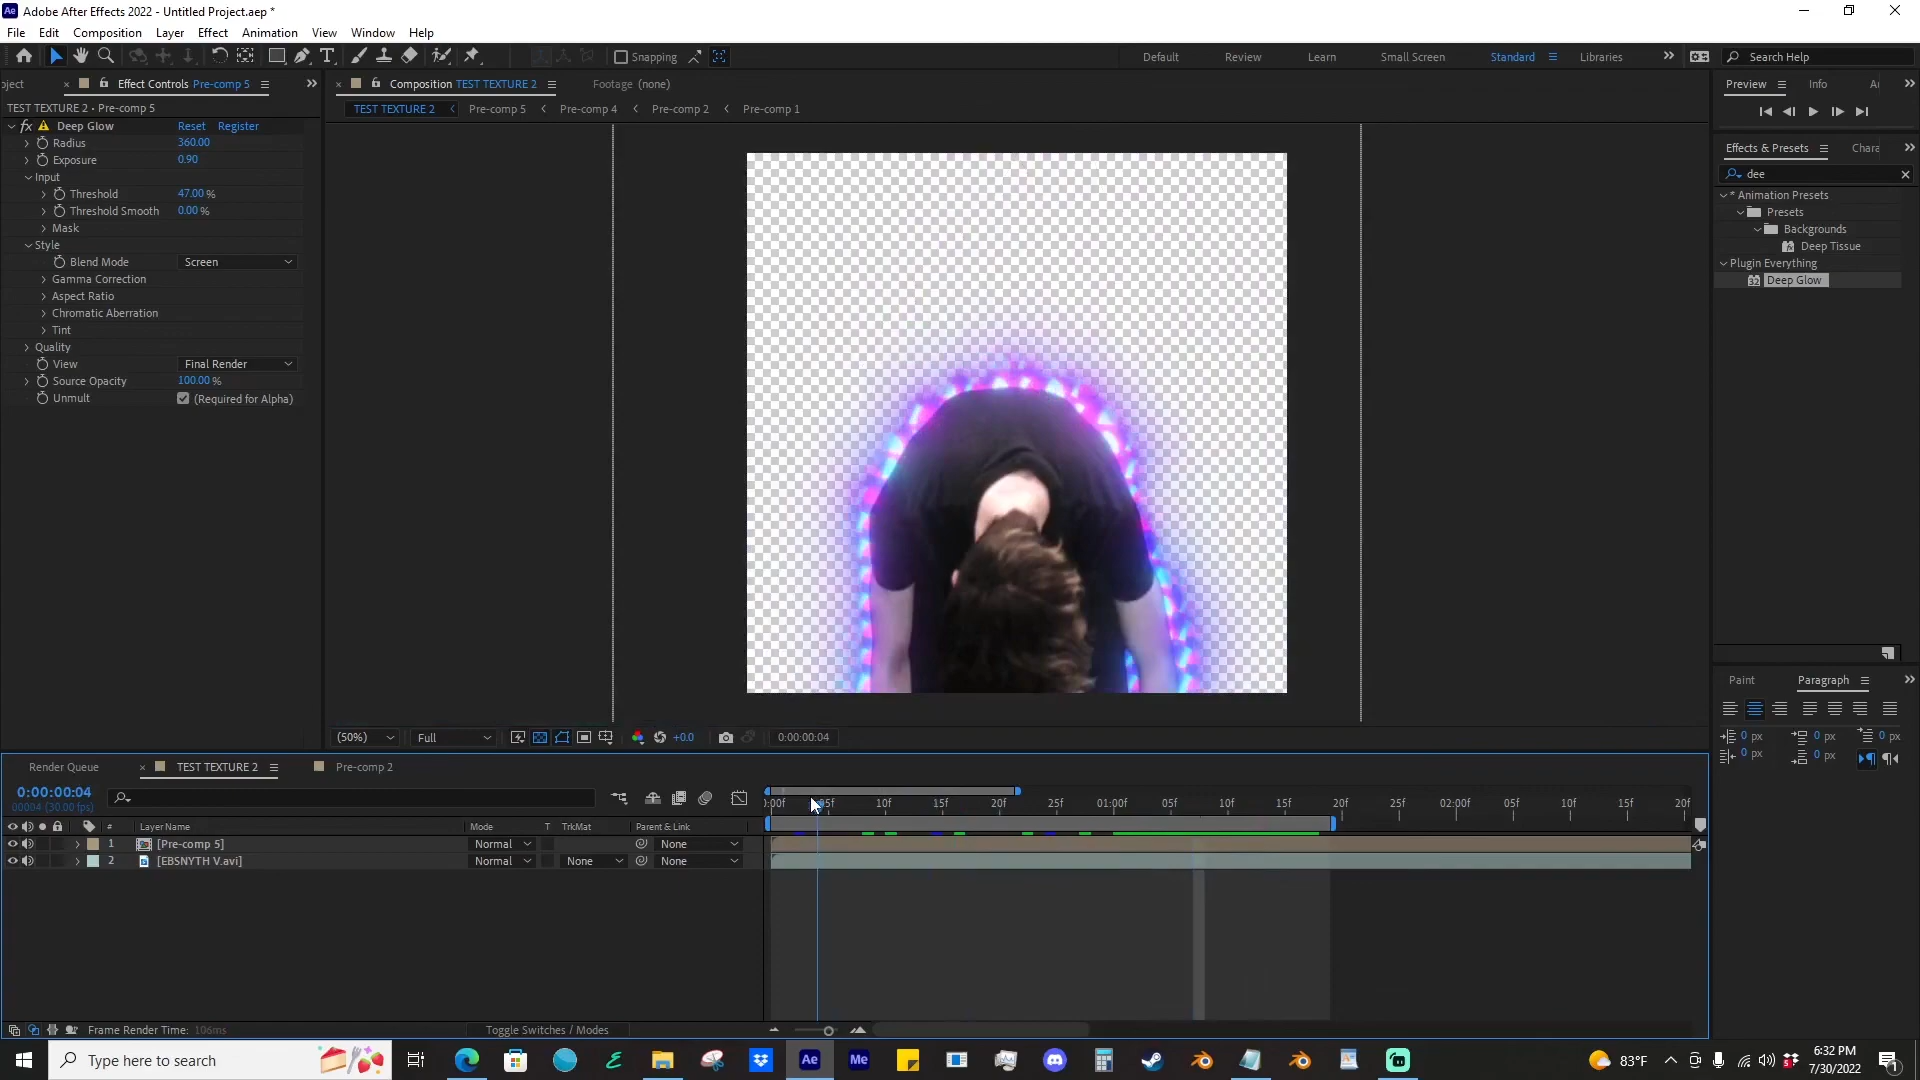 Adobe After Effects 2022 - Untitled Project.aep *
File Edit Composition Layer Effect Animation View Window Help
Snapping
Default Review Learn Small Screen Standard Libraries
Search Help
oject Effect Controls Pre-comp 5
TEST TEXTURE 2 • Pre-comp 5
fx Deep Glow Reset Register
Radius 360.00
Exposure 0.90
Input
Threshold 47.00 %
Threshold Smooth 0.00 %
Mask
Style
Blend Mode Screen
Gamma Correction
Aspect Ratio
Chromatic Aberration
Tint
Quality
View Final Render
Source Opacity 100.00 %
Unmult (Required for Alpha)
Composition TEST TEXTURE 2 Footage (none)
TEST TEXTURE 2 Pre-comp 5 Pre-comp 4 Pre-comp 2 Pre-comp 1
(50%) Full +0.0 0:00:00:04
Preview Info
Effects & Presets Chara
dee
* Animation Presets
Presets
Backgrounds
Deep Tissue
Plugin Everything
Deep Glow
Paint Paragraph
0 px 0 px 0 px
0 px 0 px
Render Queue TEST TEXTURE 2 Pre-comp 2
0:00:00:04
00004 (30.00 fps)
:00f 05f 10f 15f 20f 25f 01:00f 05f 10f 15f 20f 25f 02:00f 05f 10f 15f 20f
# Layer Name Mode T TrkMat Parent & Link
1 [Pre-comp 5] Normal None
2 [EBSNYTH V.avi] Normal None None
Frame Render Time: 106ms Toggle Switches / Modes
Type here to search
Ae Me
83°F
6:32 PM
7/30/2022
1